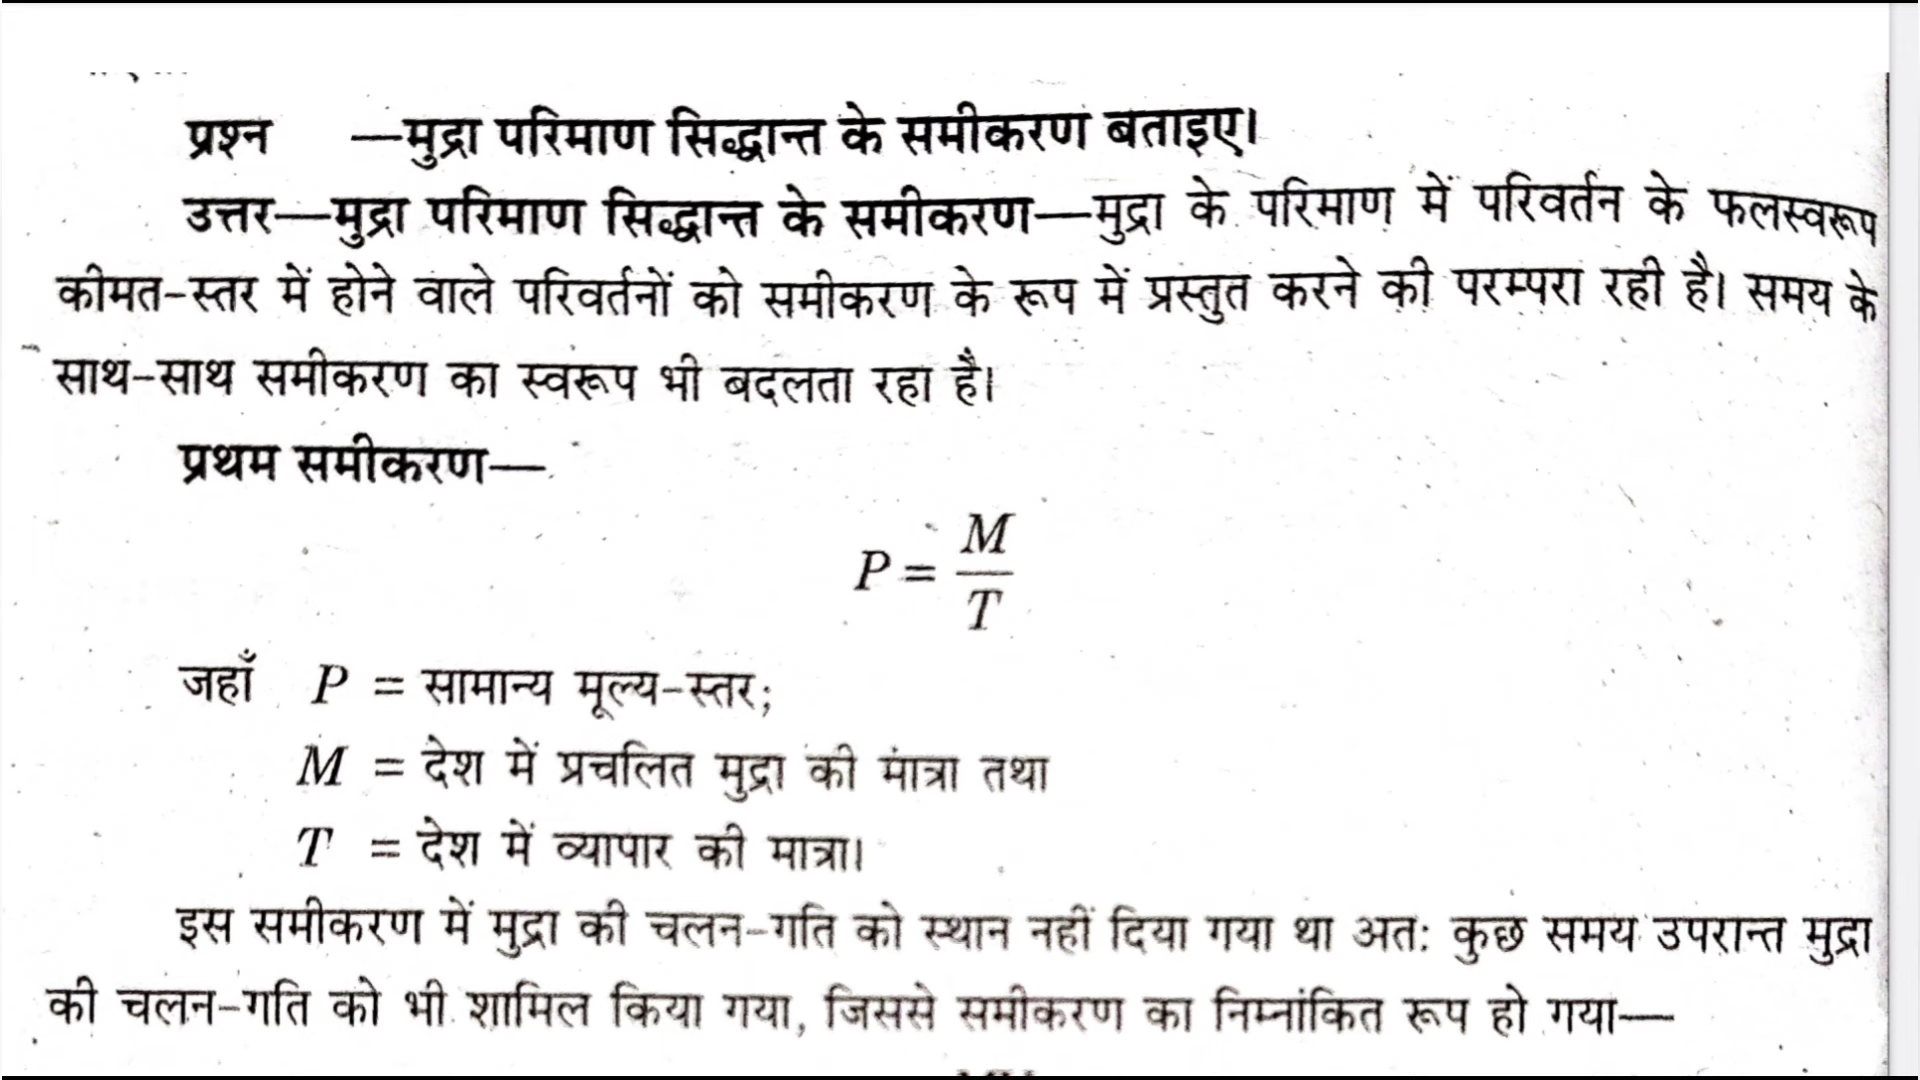 प्रश्न —मुद्रा परिमाण सिद्धान्त के समीकरण बताइए।
उत्तर—मुद्रा परिमाण सिद्धान्त के समीकरण—मुद्रा के परिमाण में परिवर्तन के फलस्वरूप
कीमत-स्तर में होने वाले परिवर्तनों को समीकरण के रूप में प्रस्तुत करने की परम्परा रही है। समय के
साथ-साथ समीकरण का स्वरूप भी बदलता रहा है।
प्रथम समीकरण—
P = M/T
जहाँ P = सामान्य मूल्य-स्तर;
M = देश में प्रचलित मुद्रा की मात्रा तथा
T = देश में व्यापार की मात्रा।
इस समीकरण में मुद्रा की चलन-गति को स्थान नहीं दिया गया था अतः कुछ समय उपरान्त मुद्रा
की चलन-गति को भी शामिल किया गया, जिससे समीकरण का निम्नांकित रूप हो गया—